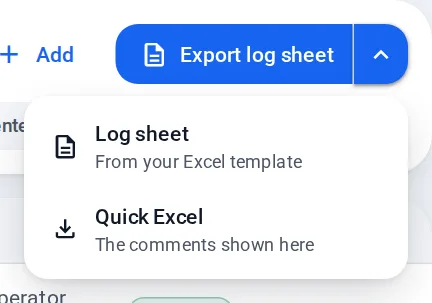 + Add
Export log sheet
Log sheet
From your Excel template
Quick Excel
The comments shown here